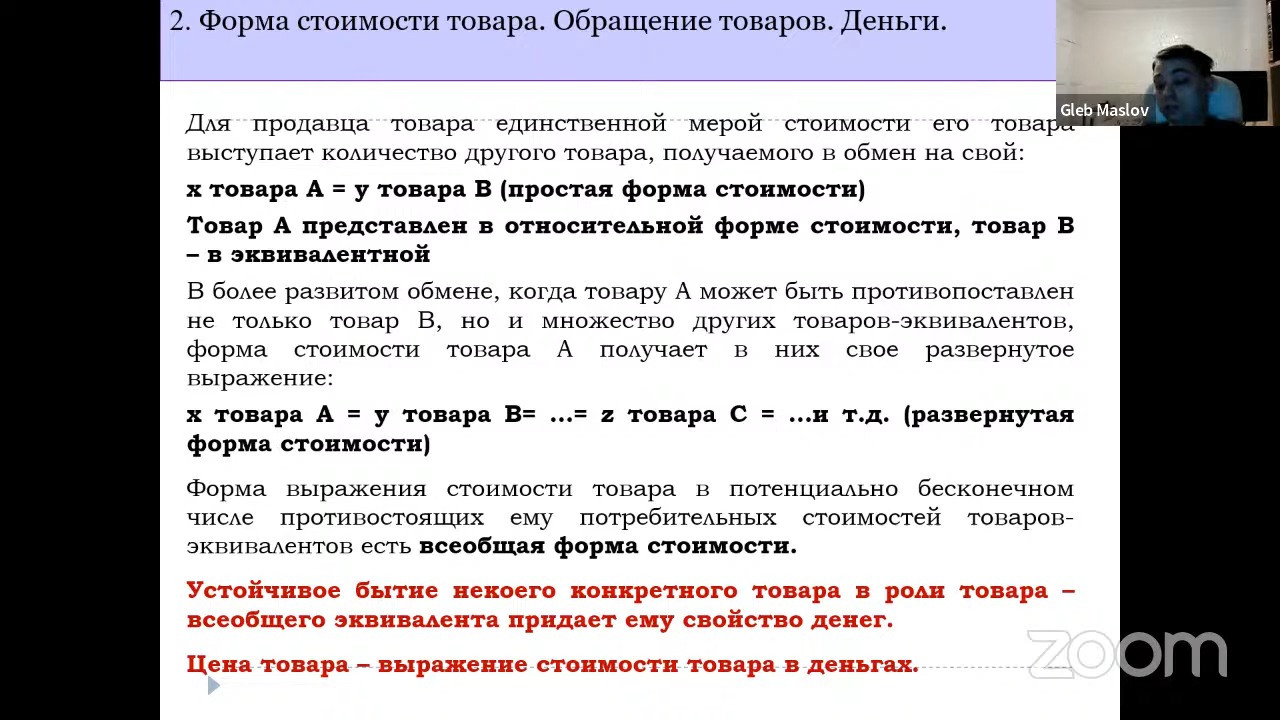 2. Форма стоимости товара. Обращение товаров. Деньги.
Gleb Maslov
Для продавца товара единственной мерой стоимости его товара
выступает количество другого товара, получаемого в обмен на свой:
х товара А = у товара В (простая форма стоимости)
Товар А представлен в относительной форме стоимости, товар В
– в эквивалентной
В более развитом обмене, когда товару А может быть противопоставлен
не только товар В, но и множество других товаров-эквивалентов,
форма стоимости товара А получает в них свое развернутое
выражение:
х товара А = у товара В= ...= z товара С = ...и т.д. (развернутая
форма стоимости)
Форма выражения стоимости товара в потенциально бесконечном
числе противостоящих ему потребительных стоимостей товаров-
эквивалентов есть всеобщая форма стоимости.
Устойчивое бытие некоего конкретного товара в роли товара –
всеобщего эквивалента придает ему свойство денег.
Цена товара – выражение стоимости товара в деньгах.
zoom